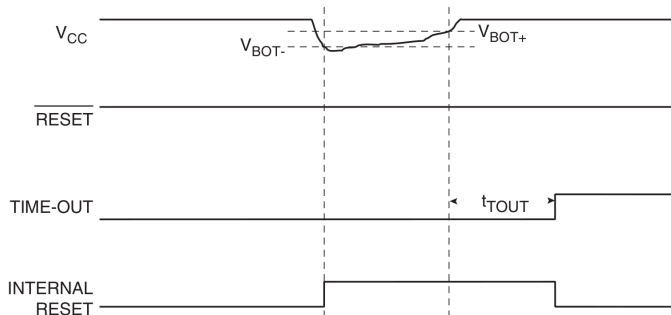 VCC
VBOT-
VBOT+
RESET
TIME-OUT
tTOUT
INTERNAL
RESET